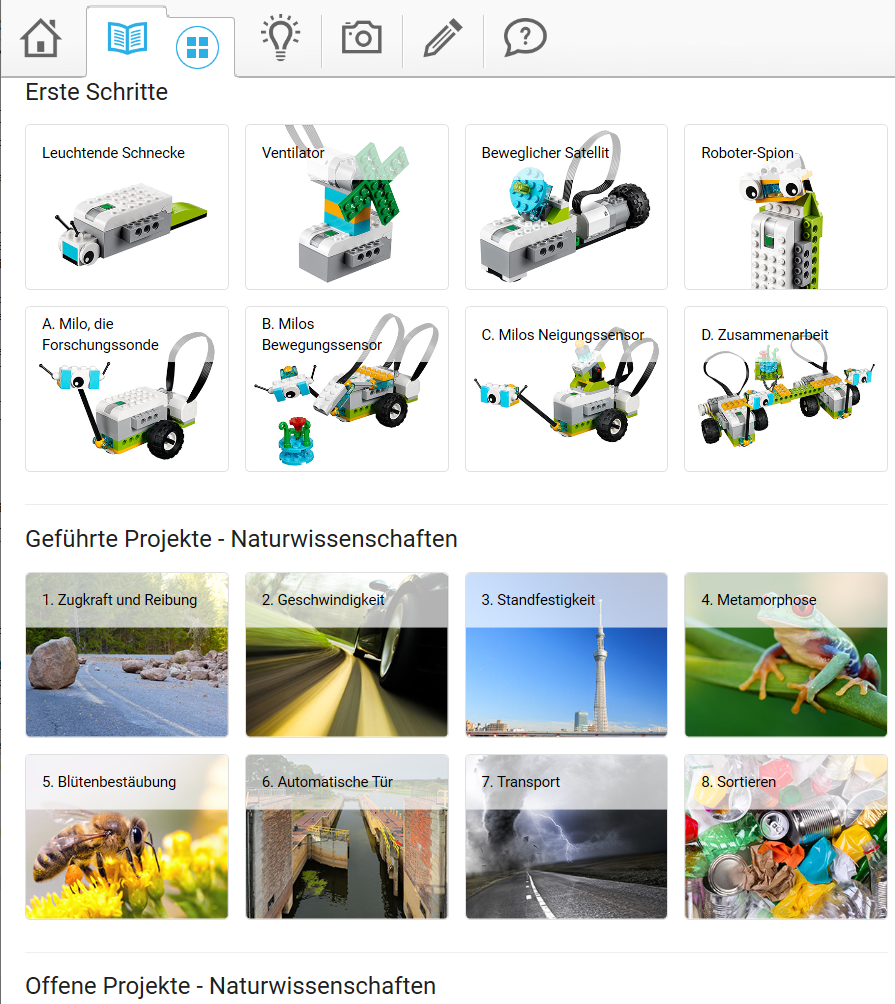 Erste Schritte
Leuchtende Schnecke
Ventilator
Beweglicher Satellit
Roboter-Spion
A. Milo, die
Forschungssonde
B. Milos
Bewegungssensor
C. Milos Neigungssensor
D. Zusammenarbeit
Geführte Projekte - Naturwissenschaften
1. Zugkraft und Reibung
2. Geschwindigkeit
3. Standfestigkeit
4. Metamorphose
5. Blütenbestäubung
6. Automatische Tür
7. Transport
8. Sortieren
Offene Projekte - Naturwissenschaften